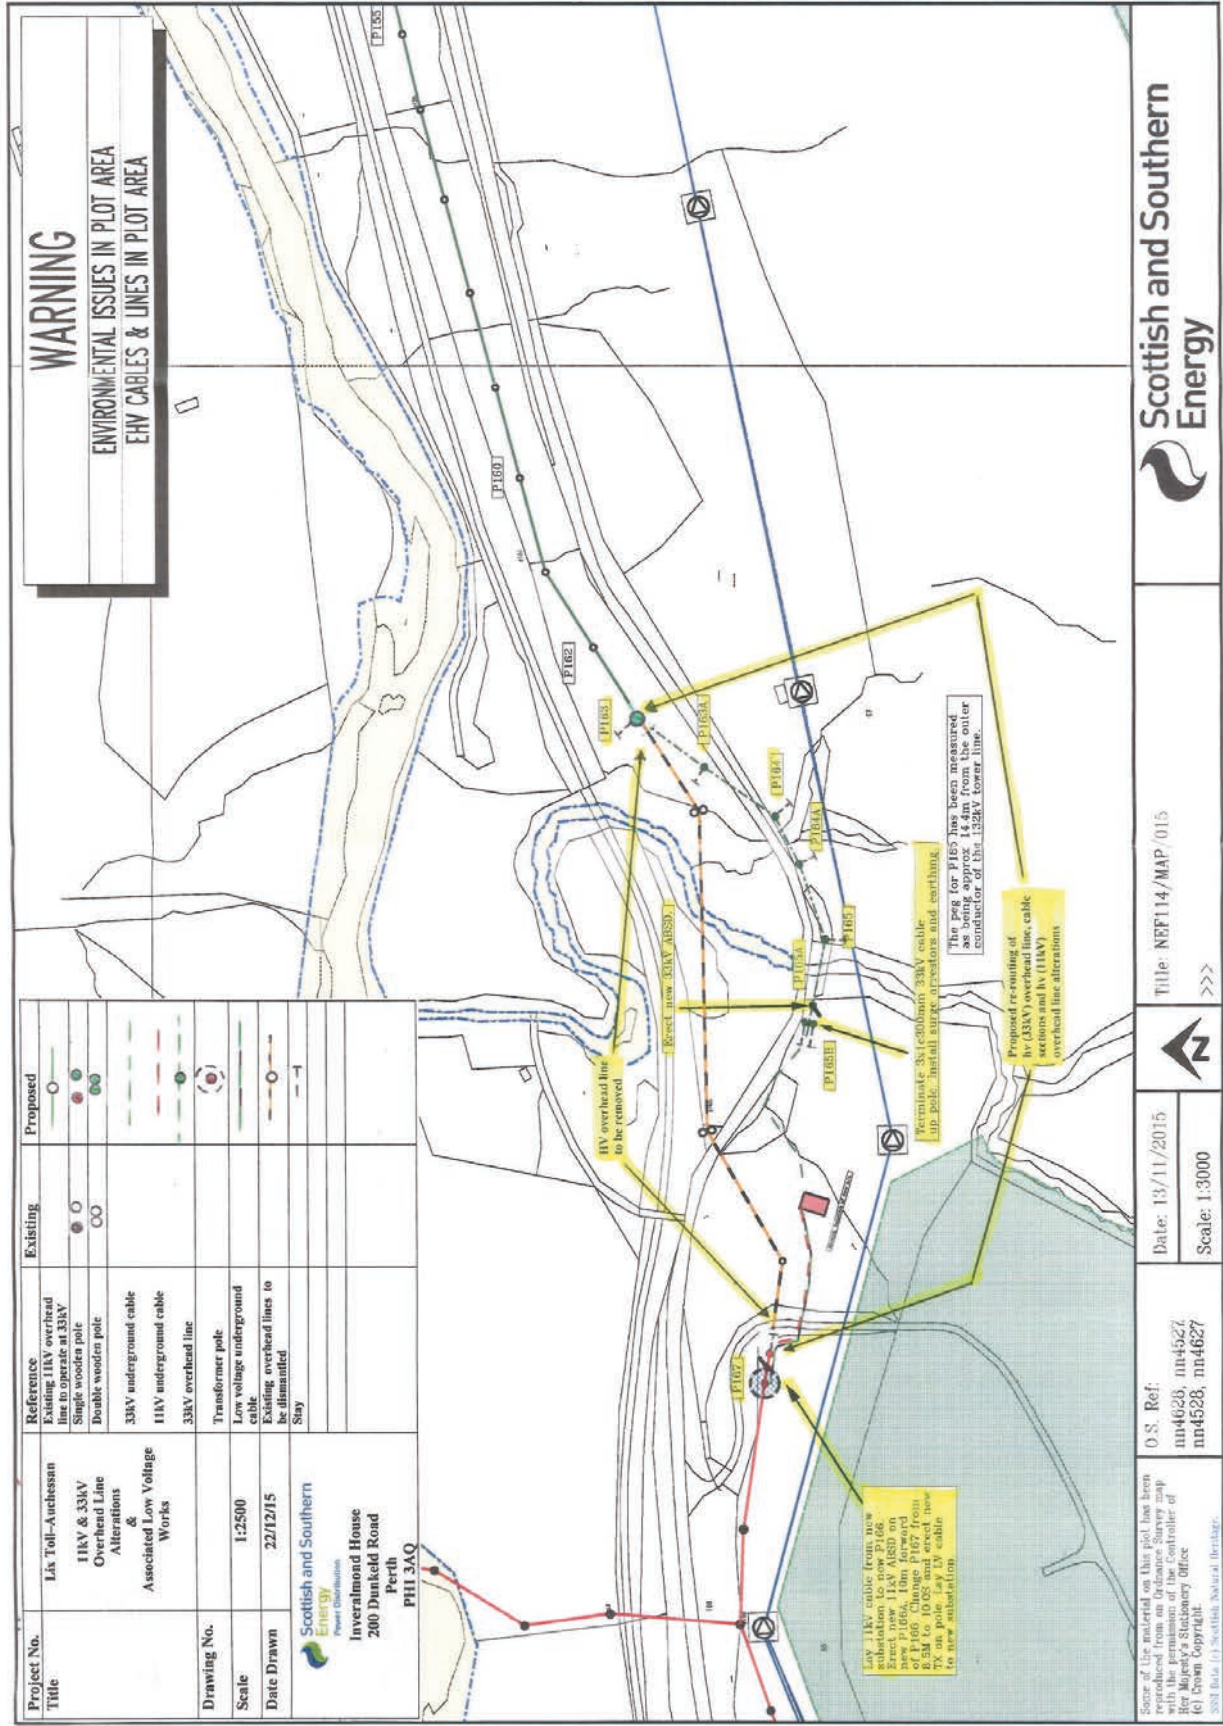 WARNING
ENVIRONMENTAL ISSUES IN PLOT AREA
EHV CABLES & LINES IN PLOT AREA
Project No.
Title
Lix Toll-Auchessan
11kV & 33kV
Overhead Line
Alterations
&
Associated Low Voltage
Works
Drawing No.
Scale
1:2500
Date Drawn
22/12/15
Scottish and Southern
Energy
Power Distribution
Inveralmond House
200 Dunkeld Road
Perth
PH1 3AQ
Reference
Existing
Proposed
Existing 11kV overhead
line to operate at 33kV
Single wooden pole
Double wooden pole
33kV underground cable
11kV underground cable
33kV overhead line
Transformer pole
Low voltage underground
cable
Existing overhead lines to
be dismantled
Stay
P155
P160
P162
P163
P163A
P164
P164A
P165
P165A
P165B
P167
HV overhead line
to be removed
Erect new 33kV ABSD.
Terminate 3x1c300mm 33kV cable
up pole. Install surge arrestors and earthing.
The peg for P165 has been measured
as being approx 14.4m from the outer
conductor of the 132kV tower line.
Proposed re-routing of
hv (33kV) overhead line, cable
sections and hv (11kV)
overhead line alterations
Lay 11kV cable from new
substation to new P166.
Erect new 11kV ABSD on
new P166A, 10m forward
of P166. Change P167 from
8.5M to 10.0S and erect new
TX on pole. Lay LV cable
to new substation
Some of the material on this plot has been
reproduced from an Ordnance Survey map
with the permission of the Controller of
Her Majesty's Stationery Office
(c) Crown Copyright.
SSSI Data (c) Scottish Natural Heritage.
O.S. Ref:
nn4628, nn4527,
nn4528, nn4627
Date: 13/11/2015
Scale: 1:3000
N
Title: NEF114/MAP/015
>>>
Scottish and Southern
Energy